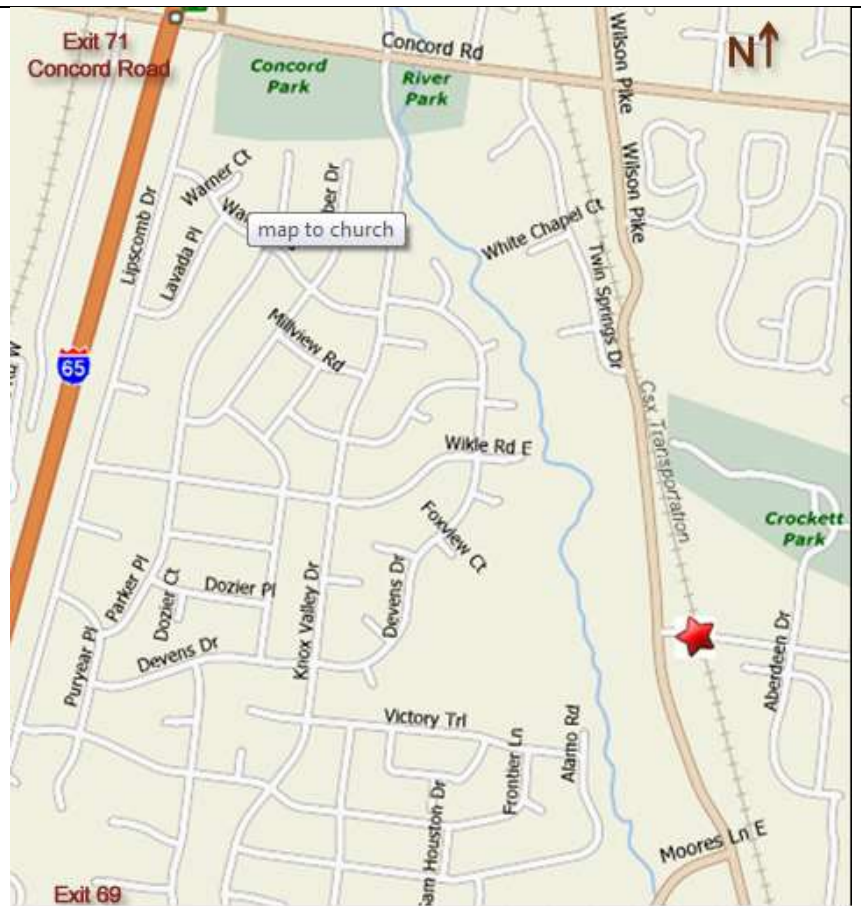 Exit 71
Concord Road
Concord Rd
Wilson Pike
N
Concord
Park
River
Park
Wilson Pike
Warner Ct
map to church
White Chapel Ct
Lipscomb Dr
Lavada Pl
Twin Springs Dr
Millview Rd
65
Csx Transportation
Wikle Rd E
Foxview Ct
Crockett
Park
Parker Pl
Dozier Ct
Dozier Pl
Knox Valley Dr
Devens Dr
Devens Dr
Puryear Pl
Aberdeen Dr
Victory Trl
Frontier Ln
Alamo Rd
Sam Houston Dr
Moores Ln E
Exit 69